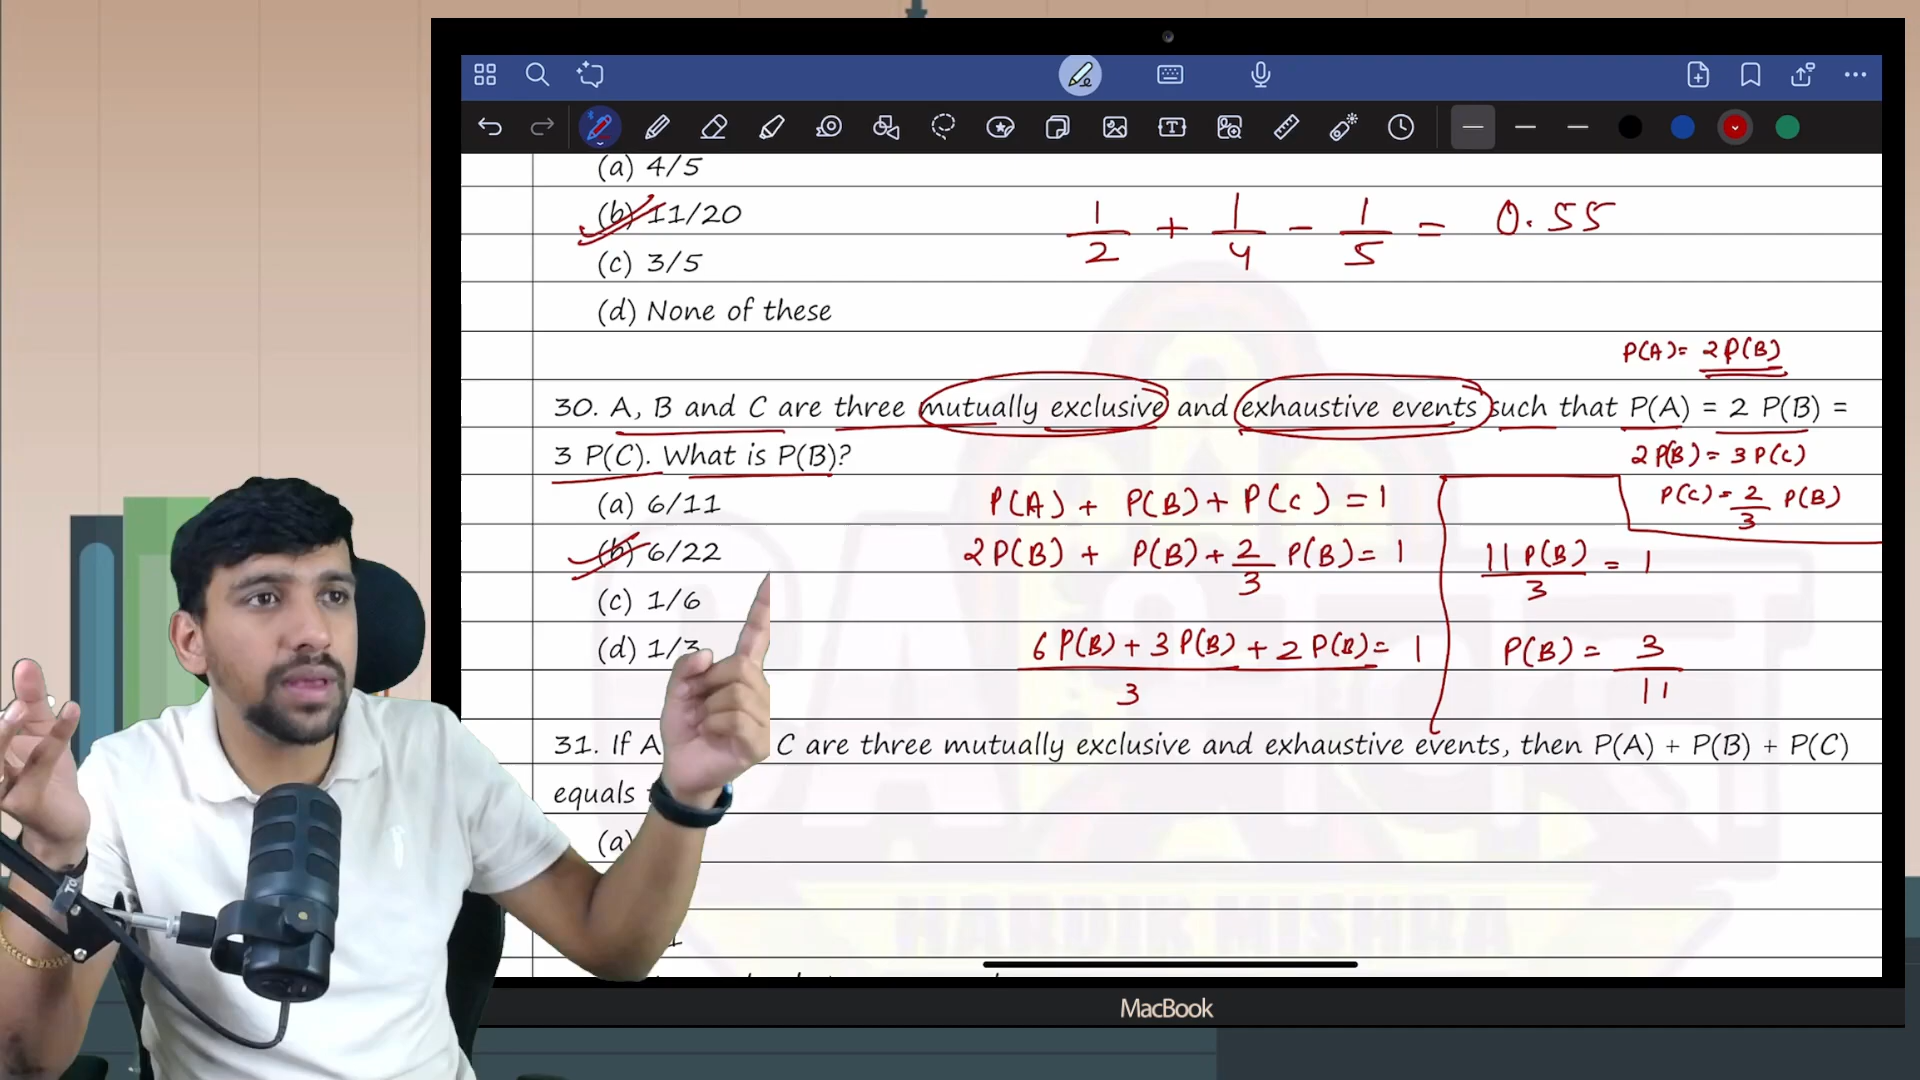 (a) 4/5
(b) 11/20
(c) 3/5
(d) None of these
1/2 + 1/4 - 1/5 = 0.55
P(A)= 2P(B)
30. A, B and C are three mutually exclusive and exhaustive events such that P(A) = 2 P(B) =
3 P(C). What is P(B)?
2P(B) = 3P(C)
P(C)= 2/3 P(B)
(a) 6/11
(b) 6/22
(c) 1/6
(d) 1/3
P(A) + P(B) + P(C) = 1
2P(B) + P(B) + 2/3 P(B) = 1
6P(B) + 3P(B) + 2P(B) = 1
3
11 P(B)/3 = 1
P(B) = 3/11
31. If A C are three mutually exclusive and exhaustive events, then P(A) + P(B) + P(C)
equals
(a)
HARDIK MISHRA
MacBook